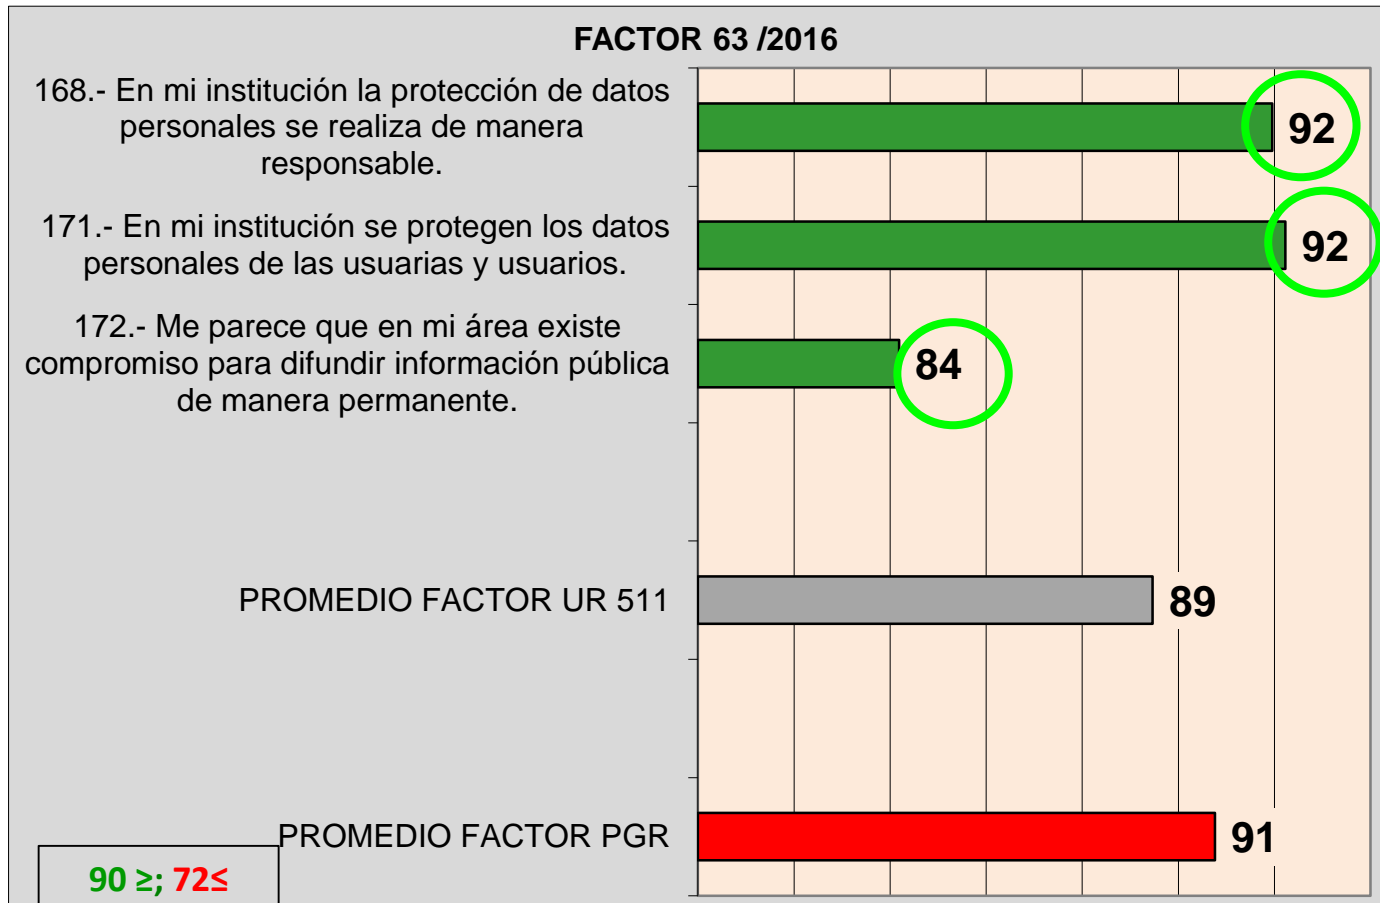 FACTOR 63 /2016
168.- En mi institución la protección de datos
personales se realiza de manera
responsable.
92
171.- En mi institución se protegen los datos
personales de las usuarias y usuarios.
92
172.- Me parece que en mi área existe
compromiso para difundir información pública
de manera permanente.
84
PROMEDIO FACTOR UR 511
89
PROMEDIO FACTOR PGR
91
90 ≥; 72≤